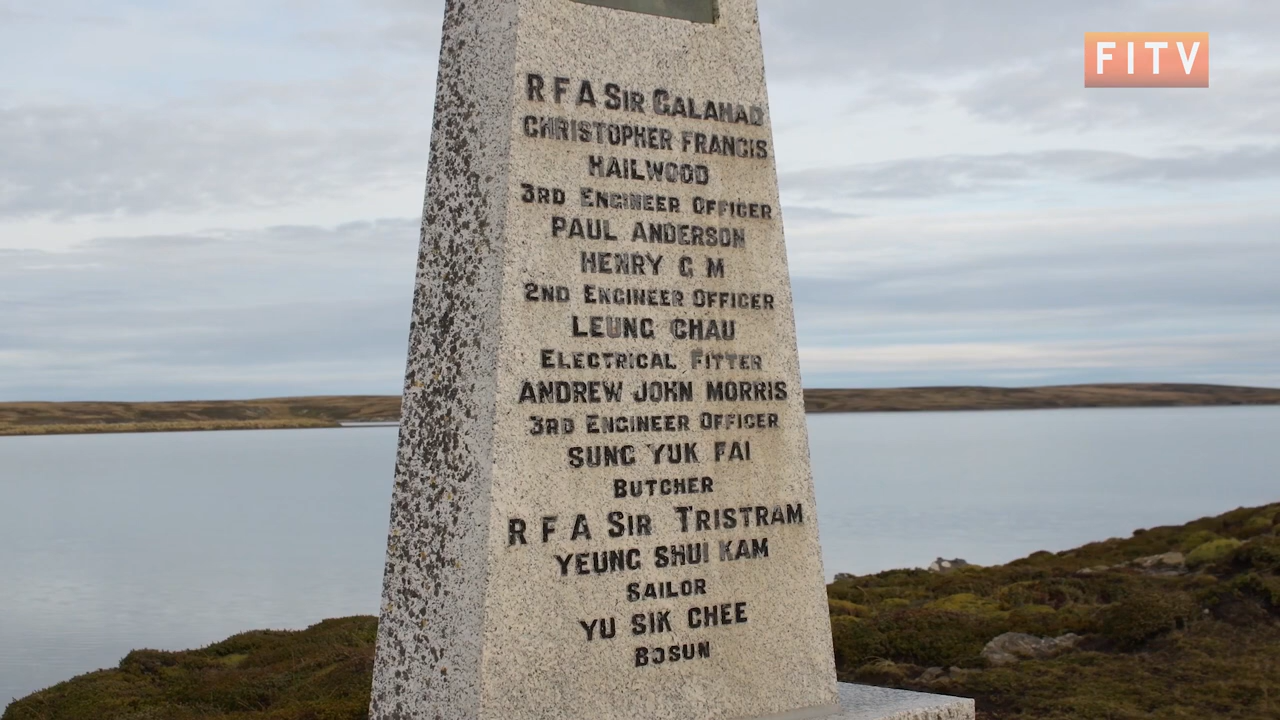 FITV
R F A SIR GALAHAD
CHRISTOPHER FRANCIS
HAILWOOD
3RD ENGINEER OFFICER
PAUL ANDERSON
HENRY G M
2ND ENGINEER OFFICER
LEUNG CHAU
ELECTRICAL FITTER
ANDREW JOHN MORRIS
3RD ENGINEER OFFICER
SUNG YUK FAI
BUTCHER
R F A SIR TRISTRAM
YEUNG SHUI KAM
SAILOR
YU SIK CHEE
BOSUN